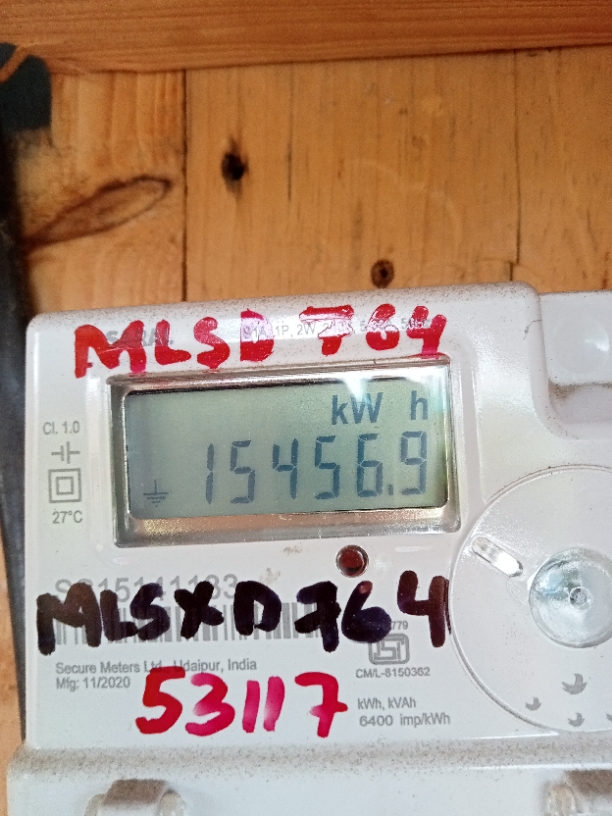 MLSD 764
kW h
15456.9
Cl. 1.0
27°C
MLSXD764
Secure Meters Ltd., Udaipur, India
Mfg: 11/2020
CM/L-8150362
53117
kWh, kVAh
6400 imp/kWh